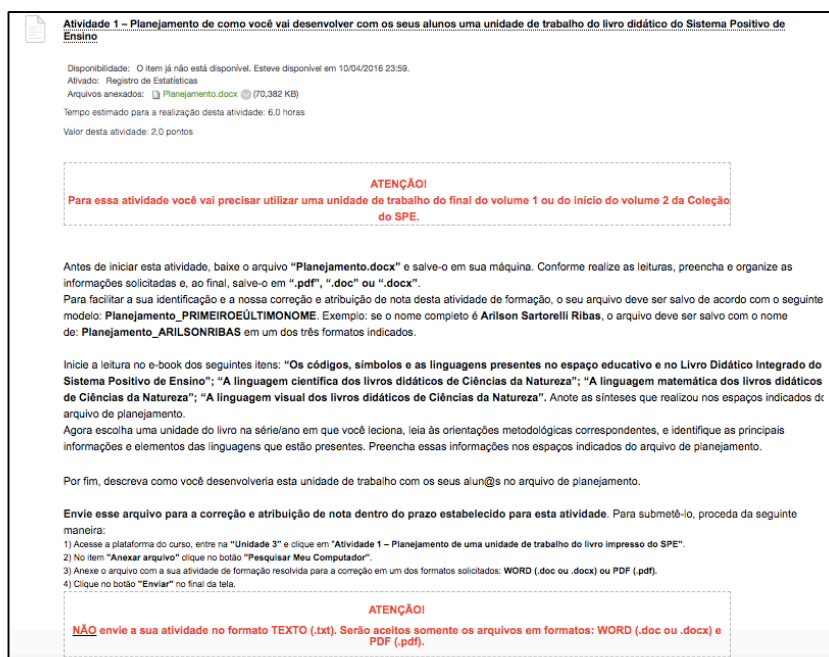 Atividade 1 – Planejamento de como você vai desenvolver com os seus alunos uma unidade de trabalho do livro didático do Sistema Positivo de
Ensino
Disponibilidade: O item já não está disponível. Esteve disponível em 10/04/2016 23:59.
Ativado: Registro de Estatísticas
Arquivos anexados: Planejamento.docx (70,382 KB)
Tempo estimado para a realização desta atividade: 6,0 horas
Valor desta atividade: 2,0 pontos
ATENÇÃO!
Para essa atividade você vai precisar utilizar uma unidade de trabalho do final do volume 1 ou do início do volume 2 da Coleção
do SPE.
Antes de iniciar esta atividade, baixe o arquivo “Planejamento.docx” e salve-o em sua máquina. Conforme realize as leituras, preencha e organize as
informações solicitadas e, ao final, salve-o em “.pdf”, “.doc” ou “.docx”.
Para facilitar a sua identificação e a nossa correção e atribuição de nota desta atividade de formação, o seu arquivo deve ser salvo de acordo com o seguinte
modelo: Planejamento_PRIMEIROEÚLTIMONOME. Exemplo: se o nome completo é Arilson Sartorelli Ribas, o arquivo deve ser salvo com o nome
de: Planejamento_ARILSONRIBAS em um dos três formatos indicados.
Inicie a leitura no e-book dos seguintes itens: “Os códigos, símbolos e as linguagens presentes no espaço educativo e no Livro Didático Integrado do
Sistema Positivo de Ensino”; “A linguagem científica dos livros didáticos de Ciências da Natureza”; “A linguagem matemática dos livros didáticos
de Ciências da Natureza”; “A linguagem visual dos livros didáticos de Ciências da Natureza”. Anote as sínteses que realizou nos espaços indicados do
arquivo de planejamento.
Agora escolha uma unidade do livro na série/ano em que você leciona, leia às orientações metodológicas correspondentes, e identifique as principais
informações e elementos das linguagens que estão presentes. Preencha essas informações nos espaços indicados do arquivo de planejamento.
Por fim, descreva como você desenvolveria esta unidade de trabalho com os seus alun@s no arquivo de planejamento.
Envie esse arquivo para a correção e atribuição de nota dentro do prazo estabelecido para esta atividade. Para submetê-lo, proceda da seguinte
maneira:
1) Acesse a plataforma do curso, entre na “Unidade 3” e clique em “Atividade 1 – Planejamento de uma unidade de trabalho do livro impresso do SPE”.
2) No item "Anexar arquivo" clique no botão "Pesquisar Meu Computador".
3) Anexe o arquivo com a sua atividade de formação resolvida para a correção em um dos formatos solicitados: WORD (.doc ou .docx) ou PDF (.pdf).
4) Clique no botão "Enviar" no final da tela.
ATENÇÃO!
NÃO envie a sua atividade no formato TEXTO (.txt). Serão aceitos somente os arquivos em formatos: WORD (.doc ou .docx) e
PDF (.pdf).